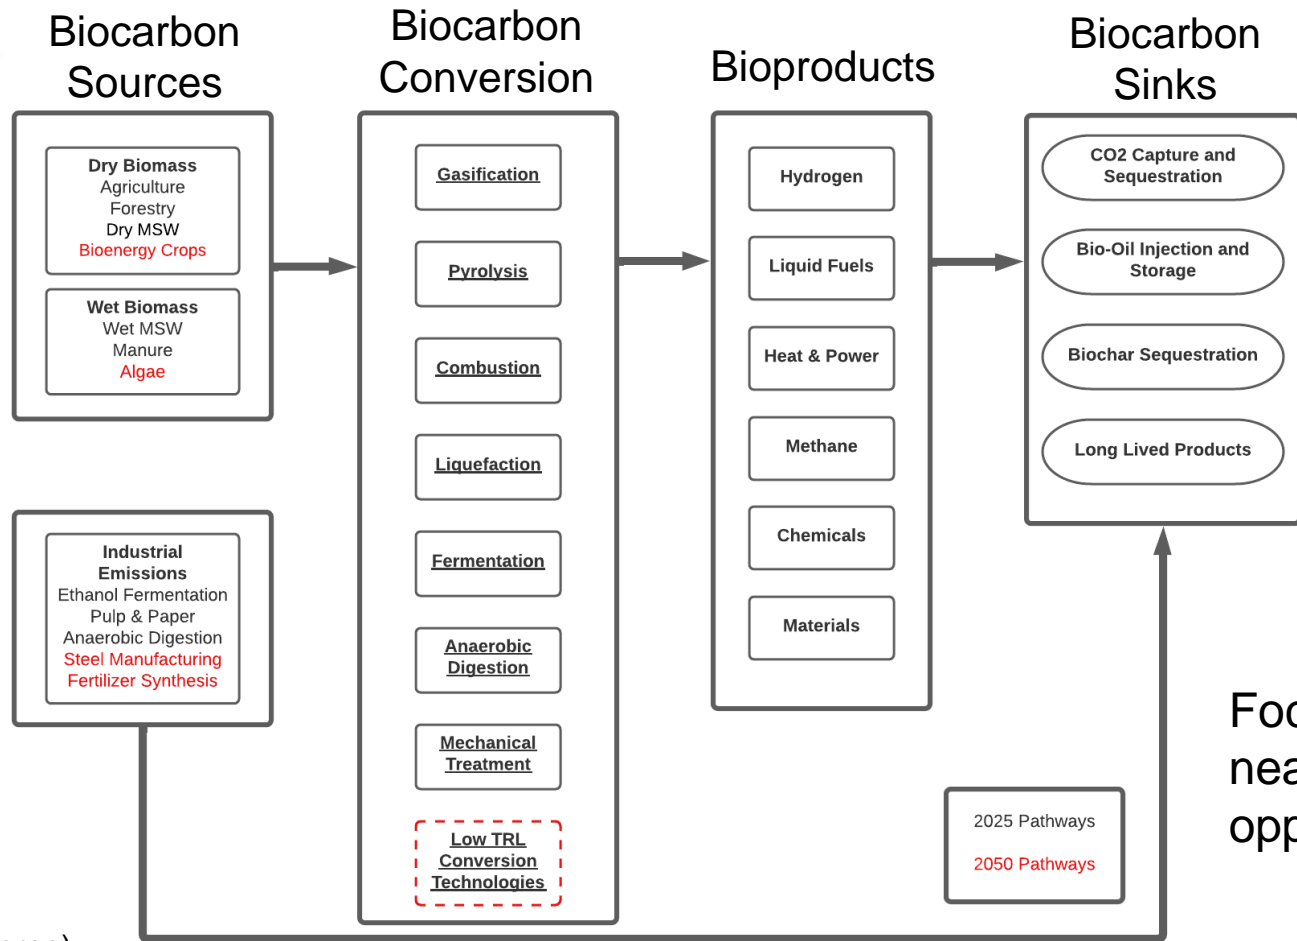 Biocarbon
Sources
Dry Biomass
Agriculture
Forestry
Dry MSW
Bioenergy Crops
Wet Biomass
Wet MSW
Manure
Algae
Industrial
Emissions
Ethanol Fermentation
Pulp & Paper
Anaerobic Digestion
Steel Manufacturing
Fertilizer Synthesis
Biocarbon
Conversion
Gasification
Pyrolysis
Combustion
Liquefaction
Fermentation
Anaerobic
Digestion
Mechanical
Treatment
Low TRL
Conversion
Technologies
Bioproducts
Hydrogen
Liquid Fuels
Heat & Power
Methane
Chemicals
Materials
Biocarbon
Sinks
CO2 Capture and
Sequestration
Bio-Oil Injection and
Storage
Biochar Sequestration
Long Lived Products
2025 Pathways
2050 Pathways